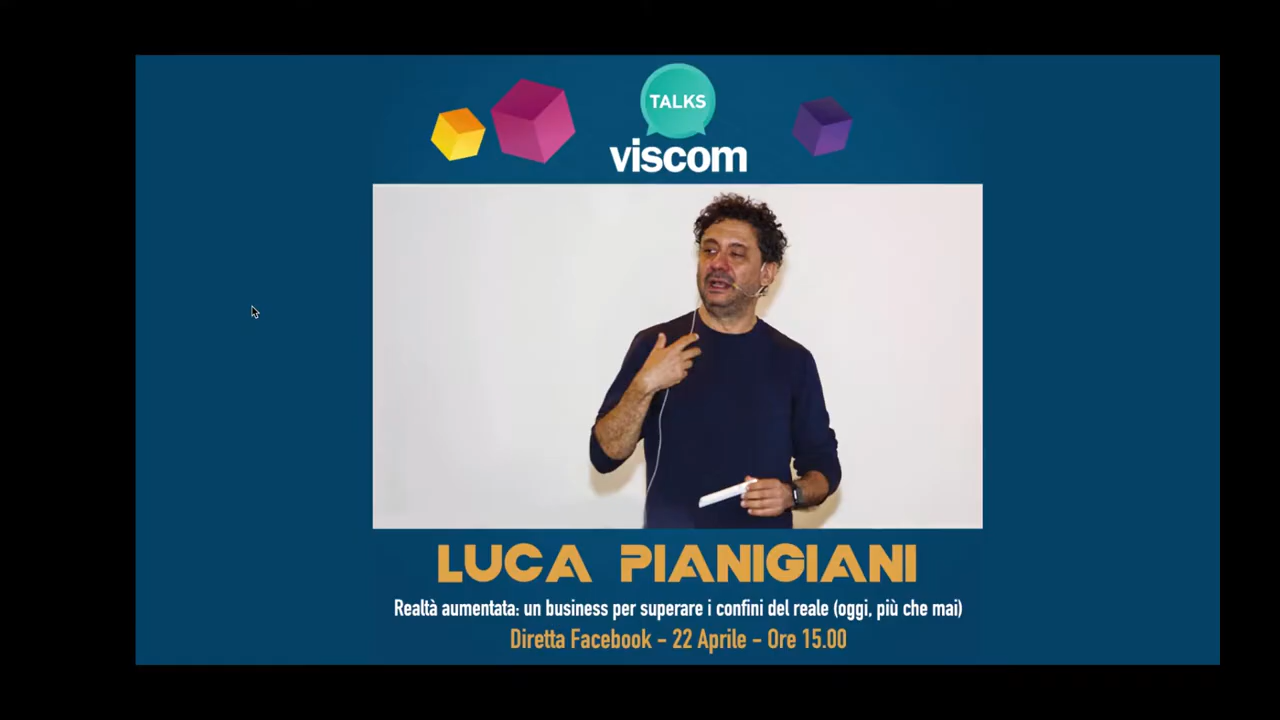 TALKS
viscom
LUCA PIANIGIANI
Realtà aumentata: un business per superare i confini del reale (oggi, più che mai)
Diretta Facebook - 22 Aprile - Ore 15.00